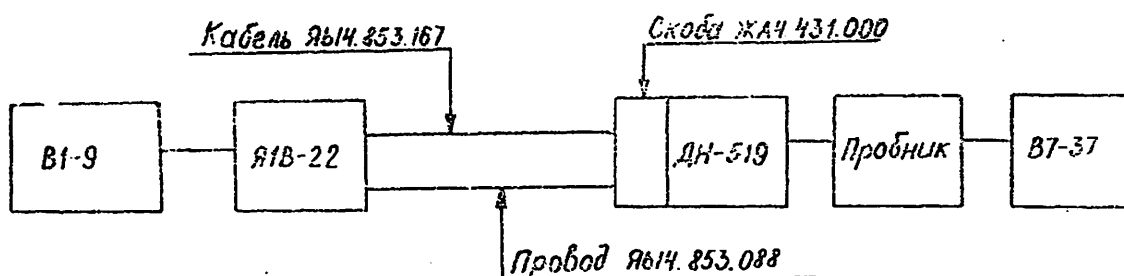 Кабель ЯЫ4.853.167
Скоба ЖА4.431.000
В1-9
Я1В-22
ДН-519
Пробник
В7-37
Провод ЯЫ4.853.088